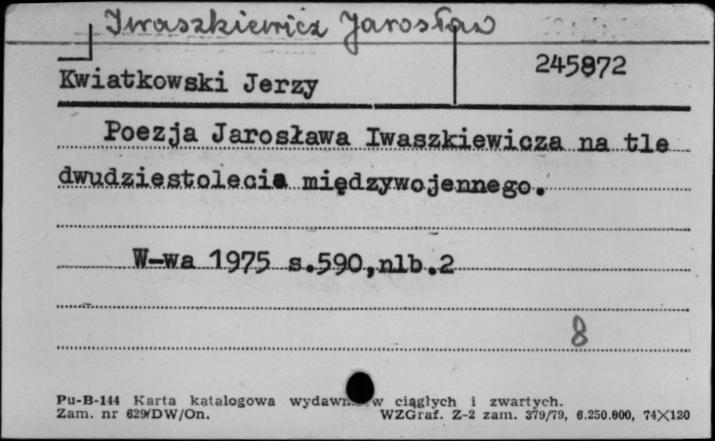 Iwaszkiewicz Jarosław
245872
Kwiatkowski Jerzy
Poezja Jarosława Iwaszkiewicza na tle
dwudziestolecia międzywojennego.
W-wa 1975 s.590,nlb.2
8
Pu-B-144 Karta katalogowa wydawn w ciągłych i zwartych.
Zam. nr 629/DW/On. WZGraf. Z-2 zam. 379/79, 6.250.000, 74×120